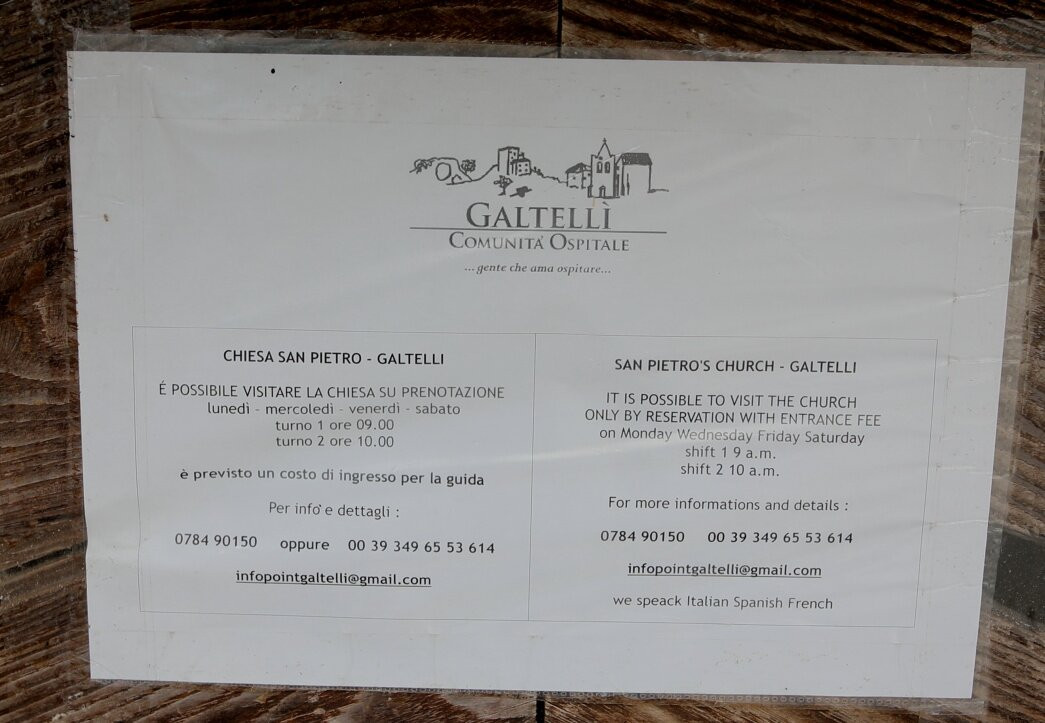 GALTELLÌ
COMUNITA' OSPITALE
...gente che ama ospitare...
CHIESA SAN PIETRO - GALTELLI
É POSSIBILE VISITARE LA CHIESA SU PRENOTAZIONE
lunedì - mercoledì - venerdì - sabato
turno 1 ore 09.00
turno 2 ore 10.00
è previsto un costo di ingresso per la guida
Per info e dettagli :
0784 90150 oppure 00 39 349 65 53 614
infopointgaltelli@gmail.com
SAN PIETRO'S CHURCH - GALTELLI
IT IS POSSIBLE TO VISIT THE CHURCH
ONLY BY RESERVATION WITH ENTRANCE FEE
on Monday Wednesday Friday Saturday
shift 1 9 a.m.
shift 2 10 a.m.
For more informations and details :
0784 90150 00 39 349 65 53 614
infopointgaltelli@gmail.com
we speack Italian Spanish French